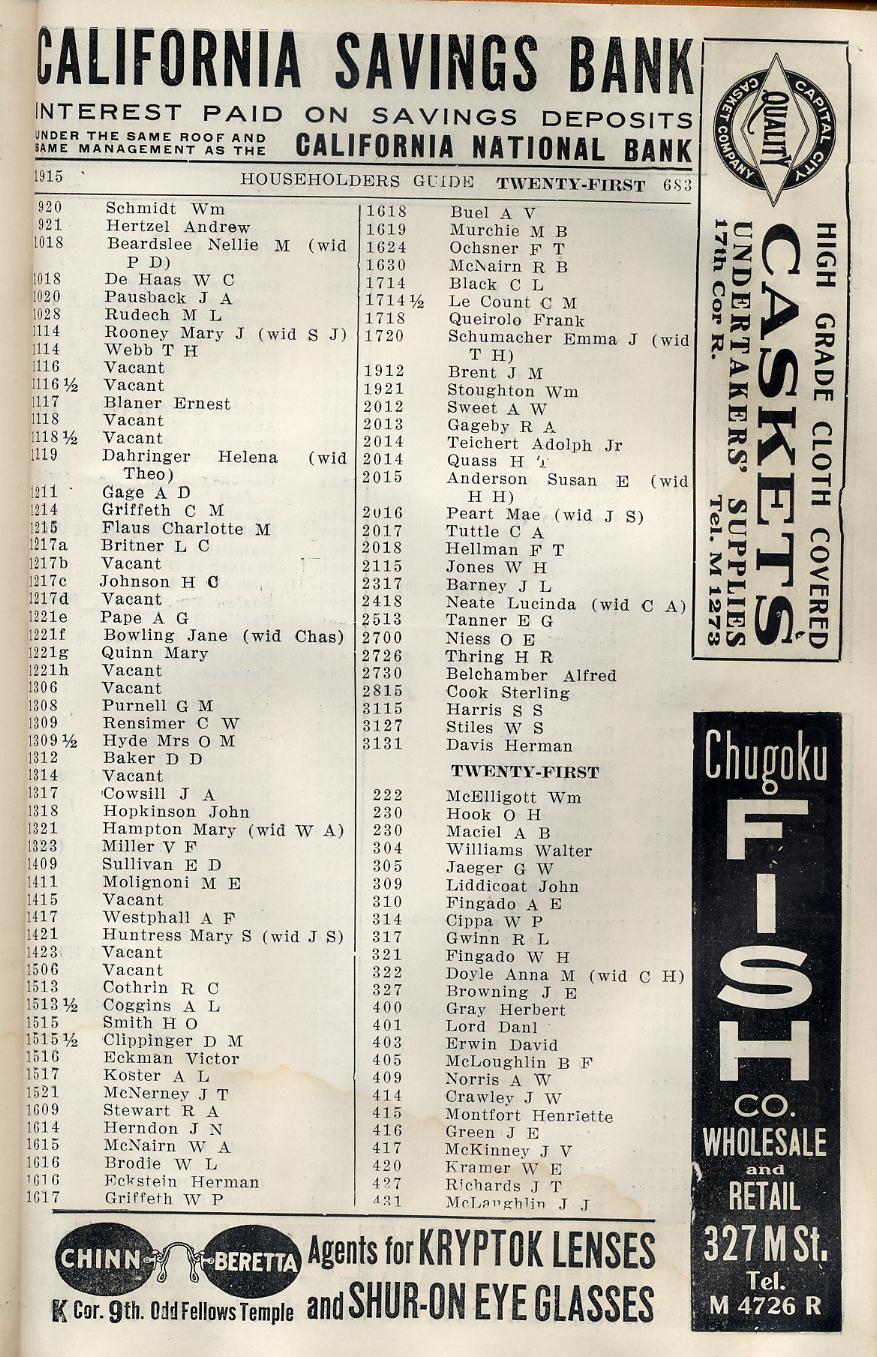 CALIFORNIA SAVINGS BANK
INTEREST PAID ON SAVINGS DEPOSITS
UNDER THE SAME ROOF AND
SAME MANAGEMENT AS THE
CALIFORNIA NATIONAL BANK
1915 HOUSEHOLDERS GUIDE TWENTY-FIRST 683
920 Schmidt Wm
921 Hertzel Andrew
1018 Beardslee Nellie M (wid
P D)
1018 De Haas W C
1020 Pausback J A
1028 Rudech M L
1114 Rooney Mary J (wid S J)
1114 Webb T H
1116 Vacant
1116½ Vacant
1117 Blaner Ernest
1118 Vacant
1118½ Vacant
1119 Dahringer Helena (wid
Theo)
1211 Gage A D
1214 Griffeth C M
1215 Flaus Charlotte M
1217a Britner L C
1217b Vacant
1217c Johnson H C
1217d Vacant
1221e Pape A G
1221f Bowling Jane (wid Chas)
1221g Quinn Mary
1221h Vacant
1306 Vacant
1308 Purnell G M
1309 Rensimer C W
1309½ Hyde Mrs O M
1312 Baker D D
1314 Vacant
1317 Cowsill J A
1318 Hopkinson John
1321 Hampton Mary (wid W A)
1323 Miller V F
1409 Sullivan E D
1411 Molignoni M E
1415 Vacant
1417 Westphall A F
1421 Huntress Mary S (wid J S)
1423 Vacant
1506 Vacant
1513 Cothrin R C
1513½ Coggins A L
1515 Smith H O
1515½ Clippinger D M
1516 Eckman Victor
1517 Koster A L
1521 McNerney J T
1609 Stewart R A
1614 Herndon J N
1615 McNairn W A
1616 Brodie W L
1616 Eckstein Herman
1617 Griffeth W P
1618 Buel A V
1619 Murchie M B
1624 Ochsner F T
1630 McNairn R B
1714 Black C L
1714½ Le Count C M
1718 Queirolo Frank
1720 Schumacher Emma J (wid
T H)
1912 Brent J M
1921 Stoughton Wm
2012 Sweet A W
2013 Gageby R A
2014 Teichert Adolph Jr
2014 Quass H T
2015 Anderson Susan E (wid
H H)
2016 Peart Mae (wid J S)
2017 Tuttle C A
2018 Hellman F T
2115 Jones W H
2317 Barney J L
2418 Neate Lucinda (wid C A)
2513 Tanner E G
2700 Niess O E
2726 Thring H R
2730 Belchamber Alfred
2815 Cook Sterling
3115 Harris S S
3127 Stiles W S
3131 Davis Herman
TWENTY-FIRST
222 McElligott Wm
230 Hook O H
230 Maciel A B
304 Williams Walter
305 Jaeger G W
309 Liddicoat John
310 Fingado A E
314 Cippa W P
317 Gwinn R L
321 Fingado W H
322 Doyle Anna M (wid C H)
327 Browning J E
400 Gray Herbert
401 Lord Danl
403 Erwin David
405 McLoughlin B F
409 Norris A W
414 Crawley J W
415 Montfort Henriette
416 Green J E
417 McKinney J V
420 Kramer W E
427 Richards J T
431 McLaughlin J J
CAPITAL CITY
CASKET COMPANY
QUALITY
HIGH GRADE CLOTH COVERED
CASKETS
UNDERTAKERS' SUPPLIES
17th Cor R. Tel. M 1273
Chugoku
FISH
CO.
WHOLESALE
and
RETAIL
327 M St.
Tel.
M 4726 R
CHINN BERETTA
K Cor. 9th. Odd Fellows Temple
Agents for KRYPTOK LENSES
and SHUR-ON EYE GLASSES